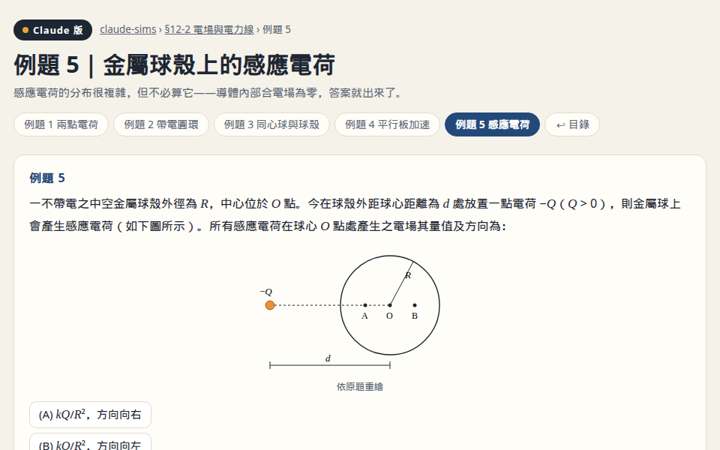 Claude 版 claude-sims › §12-2 電場與電力線 › 例題 5
例題 5｜金屬球殼上的感應電荷
感應電荷的分布很複雜，但不必算它——導體內部合電場為零，答案就出來了。
例題 1 兩點電荷 例題 2 帶電圓環 例題 3 同心球與球殼 例題 4 平行板加速 例題 5 感應電荷 ↩ 目錄
例題 5
一不帶電之中空金屬球殼外徑為 R，中心位於 O 點。今在球殼外距球心距離為 d 處放置一點電荷 −Q（Q > 0），則金屬球上
會產生感應電荷（如下圖所示）。所有感應電荷在球心 O 點處產生之電場其量值及方向為：
R
−Q
A O B
d
依原題重繪
(A) kQ/R²，方向向右
(B) kQ/R²，方向向左